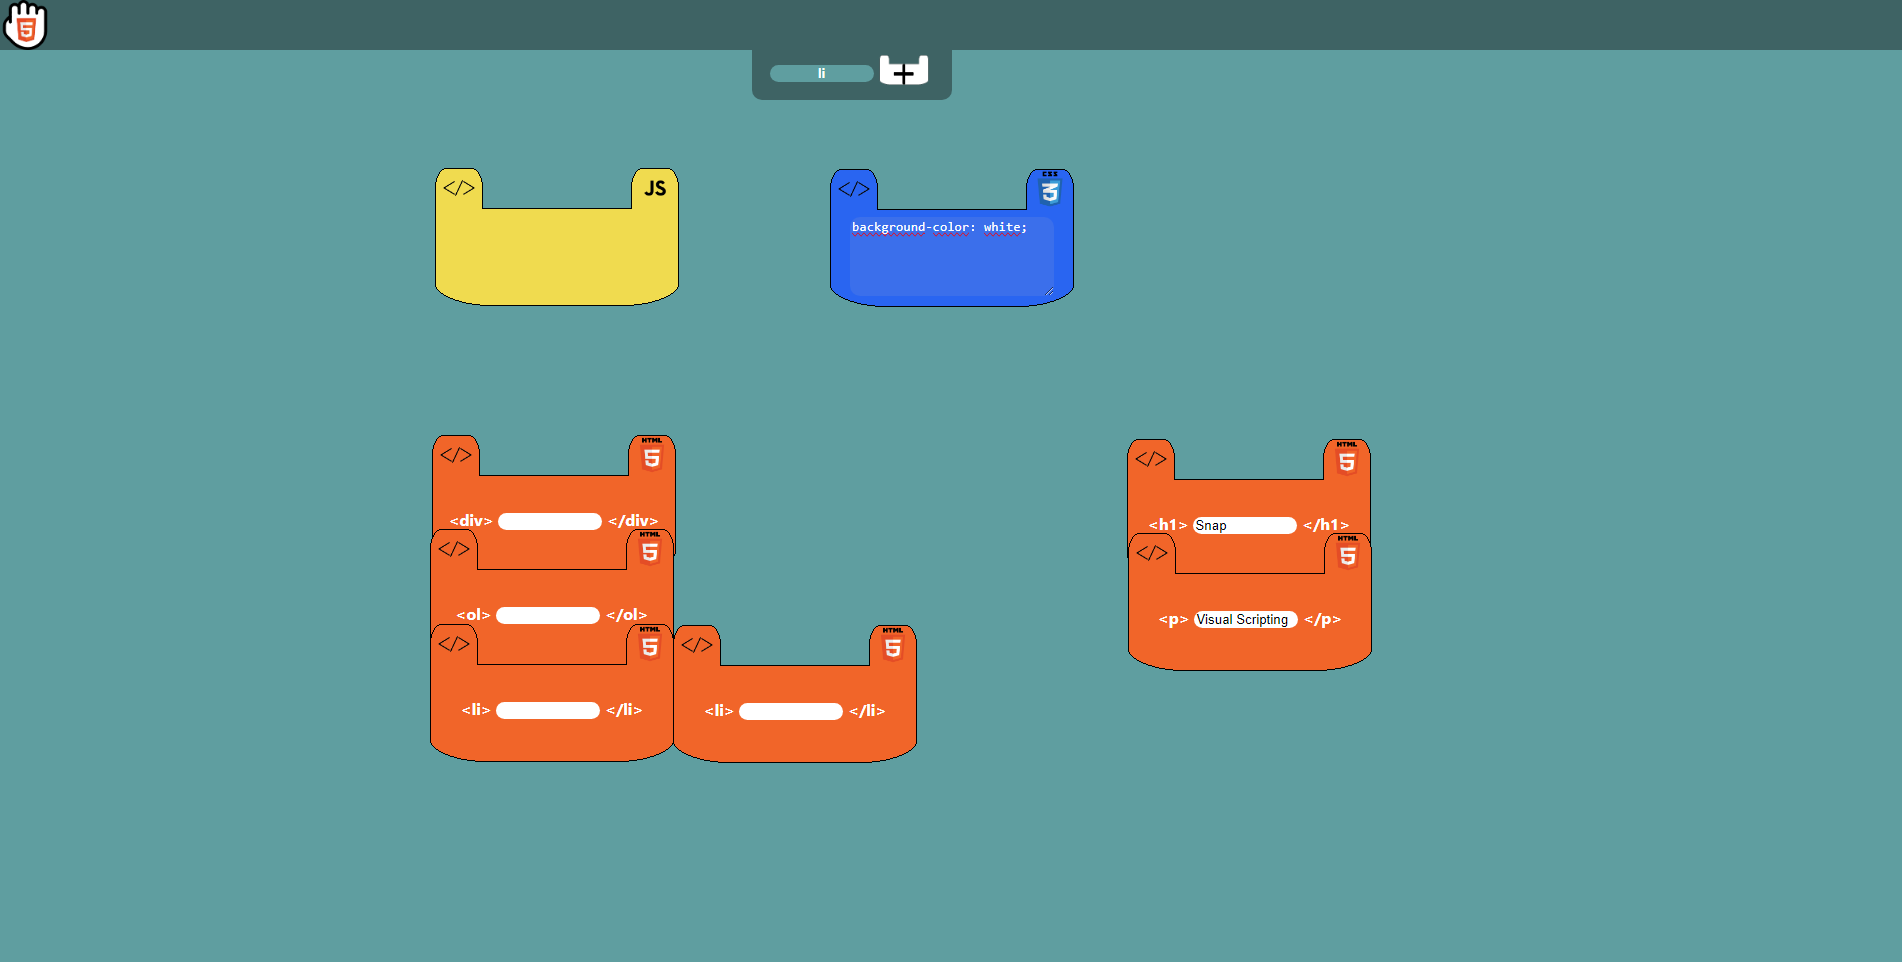 5
li
</> JS
</> CSS 3
background-color: white;
</> HTML 5
<div> </div>
</> HTML 5
<ol> </ol>
</> HTML 5
<li> </li>
</> HTML 5
<li> </li>
</> HTML 5
<h1> Snap </h1>
</> HTML 5
<p> Visual Scripting </p>